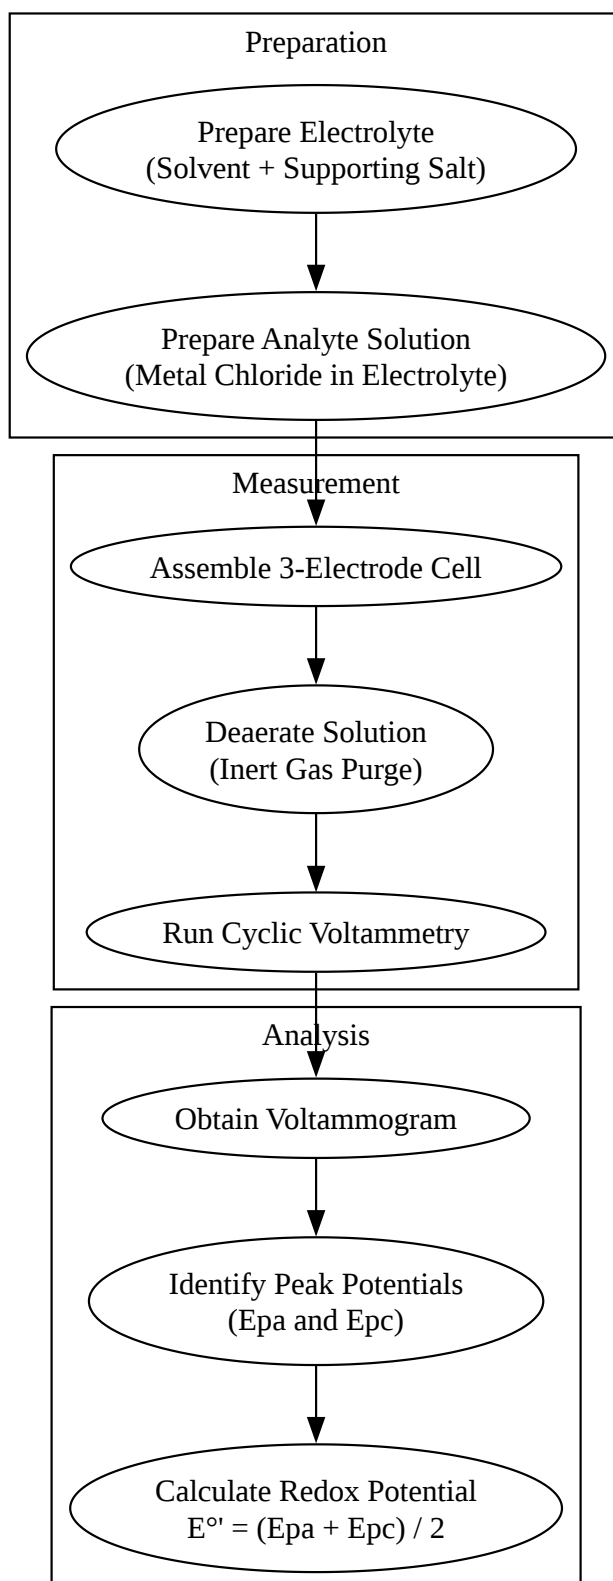 Preparation
Prepare Electrolyte
(Solvent + Supporting Salt)
Prepare Analyte Solution
(Metal Chloride in Electrolyte)
Measurement
Assemble 3-Electrode Cell
Deaerate Solution
(Inert Gas Purge)
Run Cyclic Voltammetry
Analysis
Obtain Voltammogram
Identify Peak Potentials
(Epa and Epc)
Calculate Redox Potential
E°' = (Epa + Epc) / 2